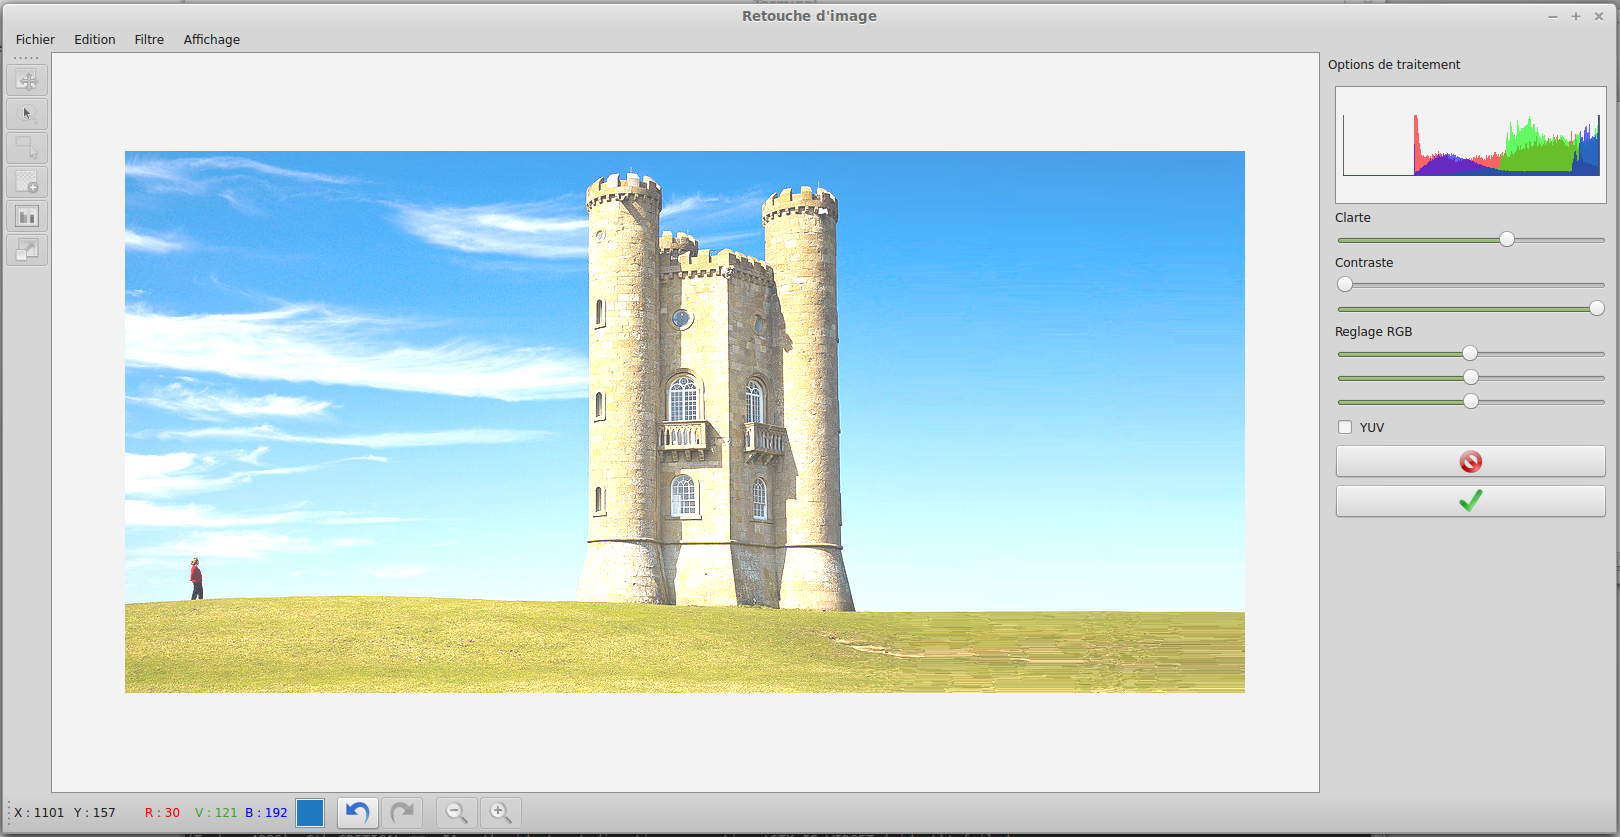 Retouche d'image
Fichier Edition Filtre Affichage
Options de traitement
Clarte
Contraste
Reglage RGB
YUV
X : 1101 Y : 157 R : 30 V : 121 B : 192